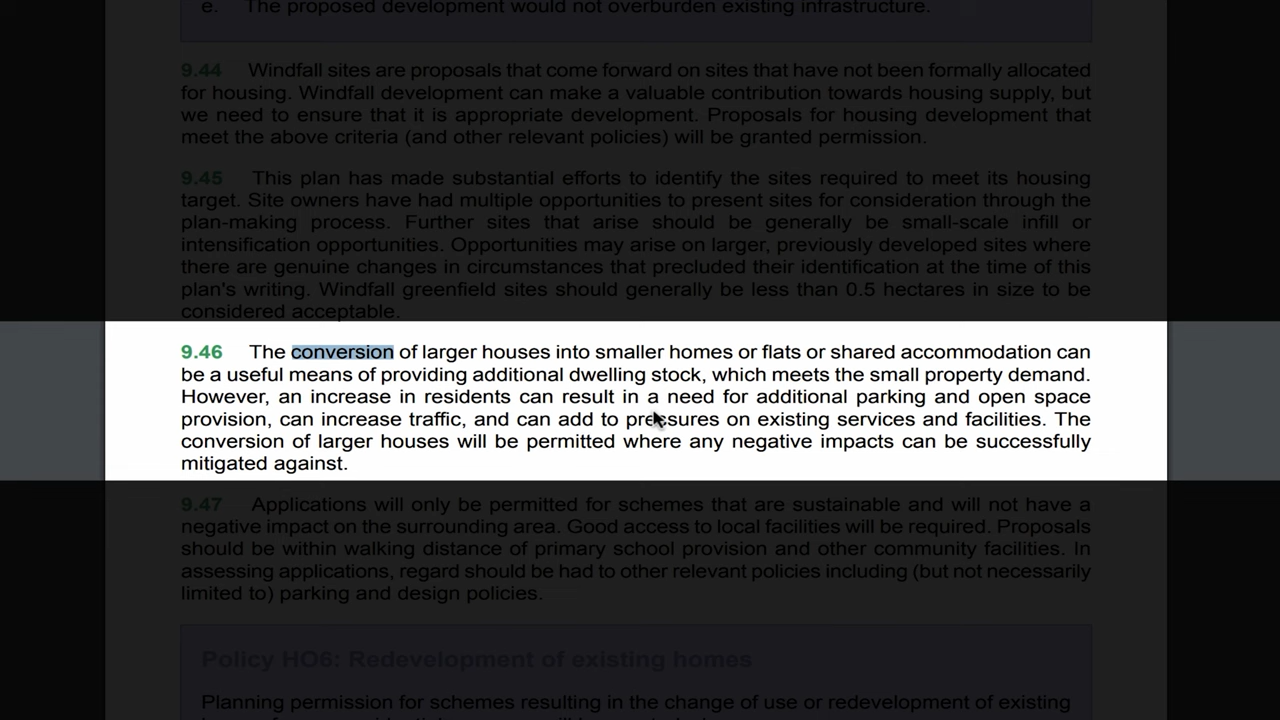 e. The proposed development would not overburden existing infrastructure.
9.44 Windfall sites are proposals that come forward on sites that have not been formally allocated
for housing. Windfall development can make a valuable contribution towards housing supply, but
we need to ensure that it is appropriate development. Proposals for housing development that
meet the above criteria (and other relevant policies) will be granted permission.
9.45 This plan has made substantial efforts to identify the sites required to meet its housing
target. Site owners have had multiple opportunities to present sites for consideration through the
plan-making process. Further sites that arise should be generally be small-scale infill or
intensification opportunities. Opportunities may arise on larger, previously developed sites where
there are genuine changes in circumstances that precluded their identification at the time of this
plan's writing. Windfall greenfield sites should generally be less than 0.5 hectares in size to be
considered acceptable.
9.46 The conversion of larger houses into smaller homes or flats or shared accommodation can
be a useful means of providing additional dwelling stock, which meets the small property demand.
However, an increase in residents can result in a need for additional parking and open space
provision, can increase traffic, and can add to pressures on existing services and facilities. The
conversion of larger houses will be permitted where any negative impacts can be successfully
mitigated against.
9.47 Applications will only be permitted for schemes that are sustainable and will not have a
negative impact on the surrounding area. Good access to local facilities will be required. Proposals
should be within walking distance of primary school provision and other community facilities. In
assessing applications, regard should be had to other relevant policies including (but not necessarily
limited to) parking and design policies.
Policy HO6: Redevelopment of existing homes
Planning permission for schemes resulting in the change of use or redevelopment of existing